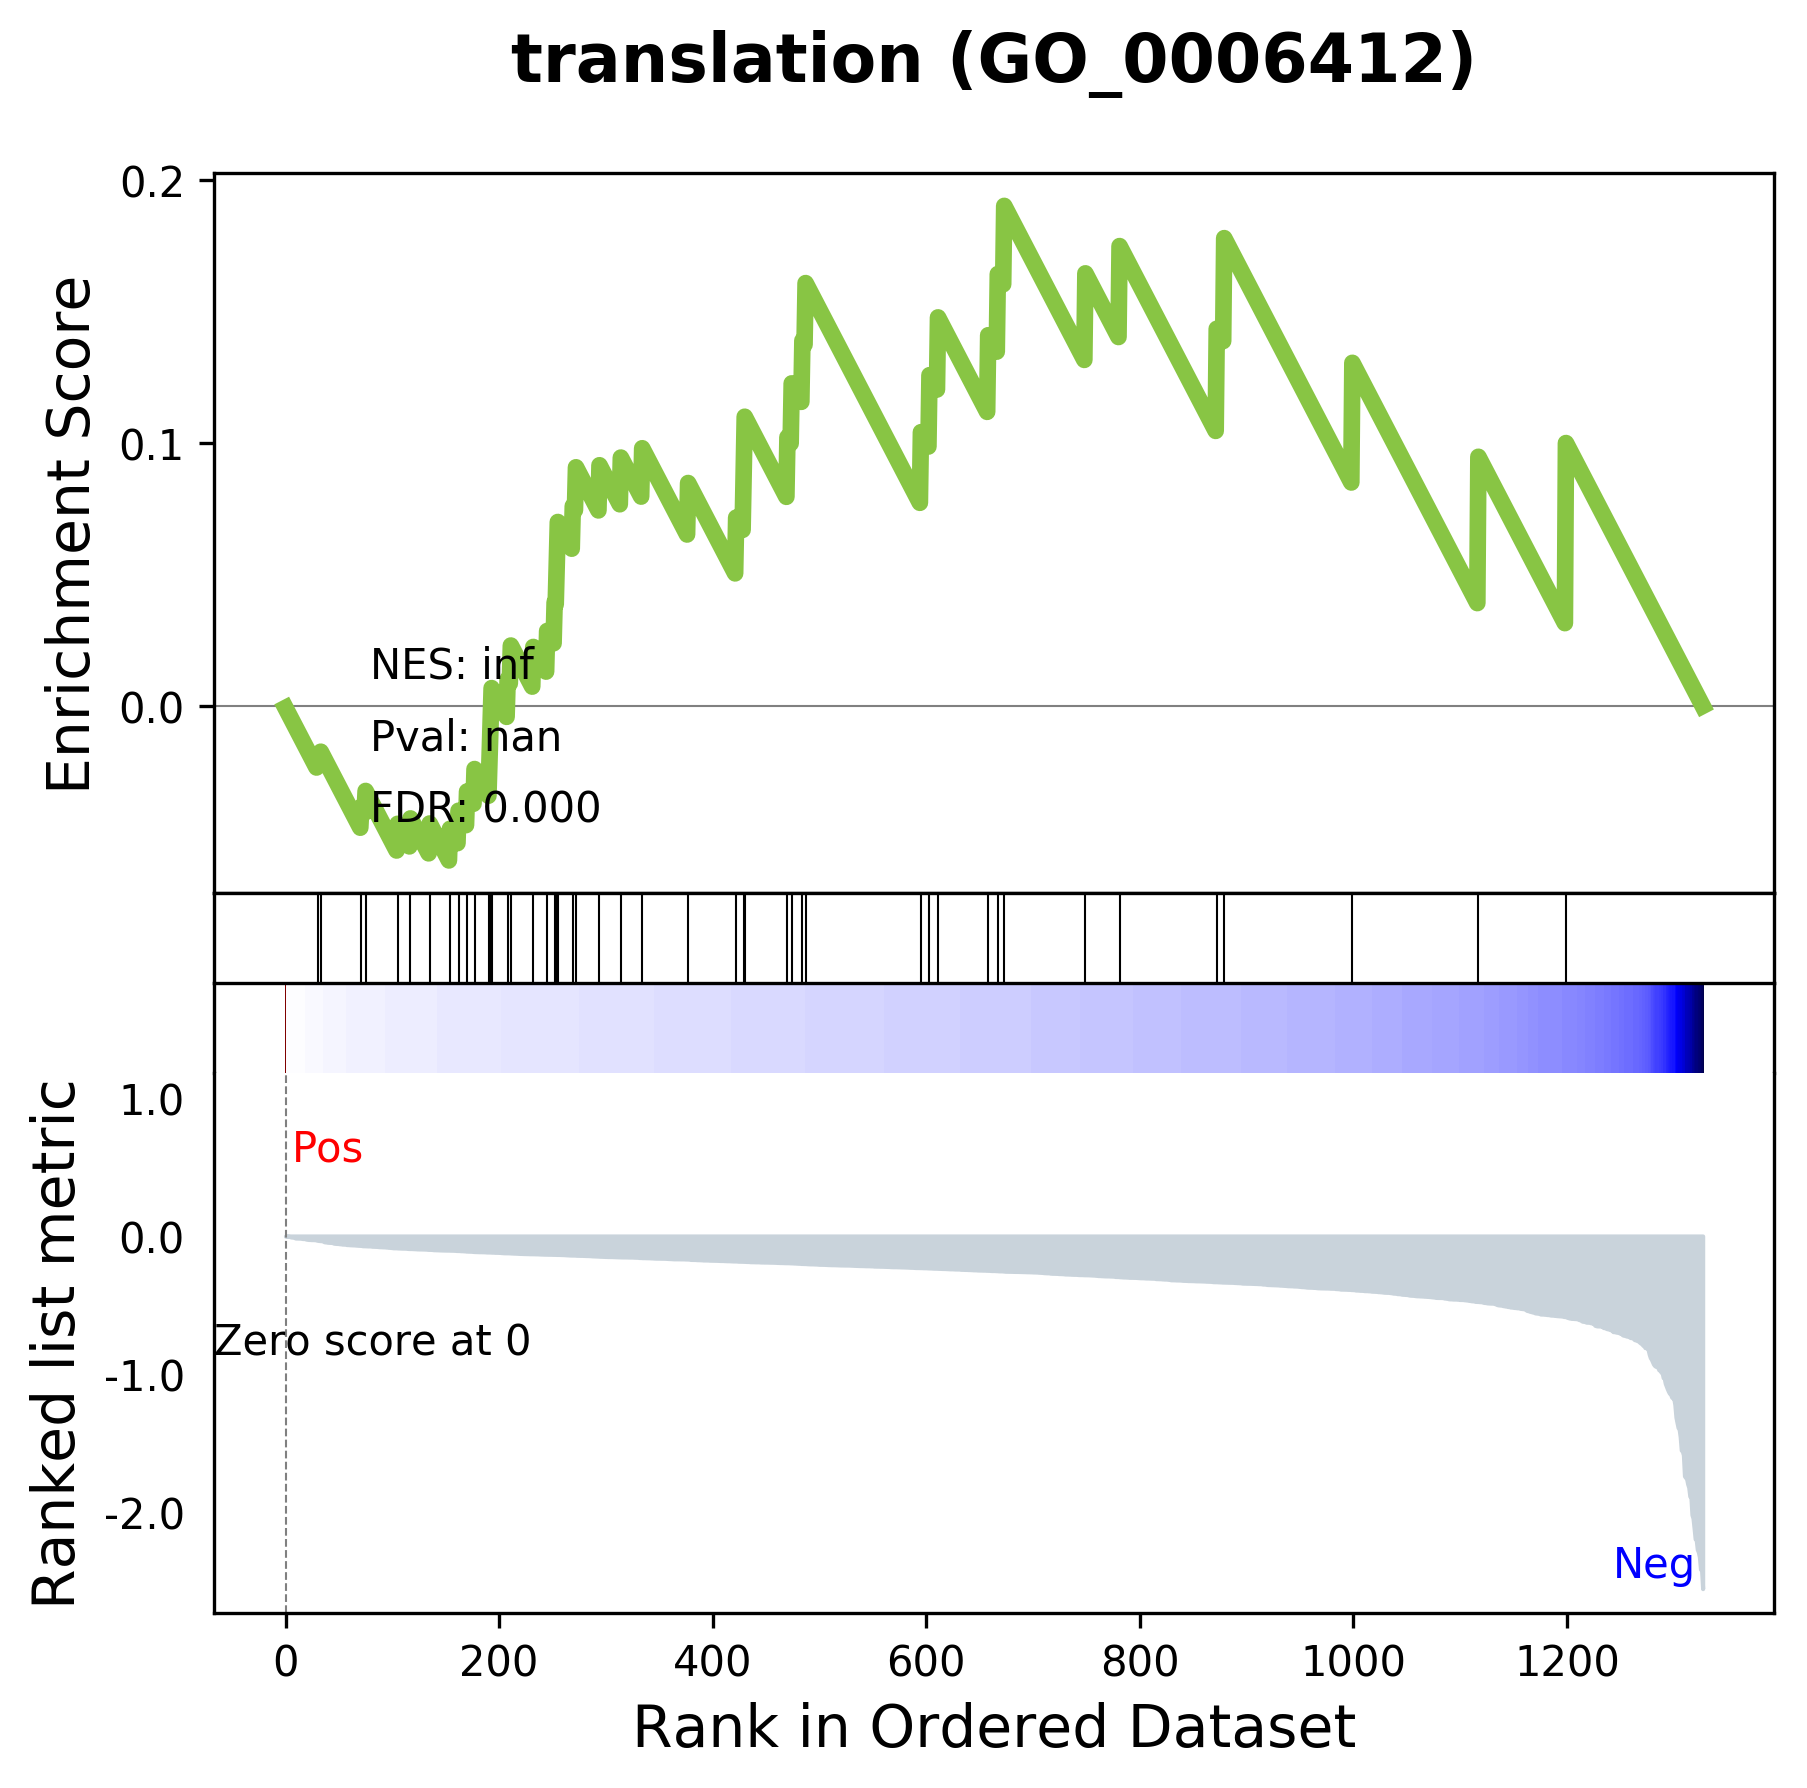 translation (GO_0006412)
0.2
0.1
0.0
Enrichment Score
NES: inf
Pval: nan
FDR: 0.000
1.0
0.0
-1.0
-2.0
Ranked list metric
Pos
Zero score at 0
Neg
0 200 400 600 800 1000 1200
Rank in Ordered Dataset